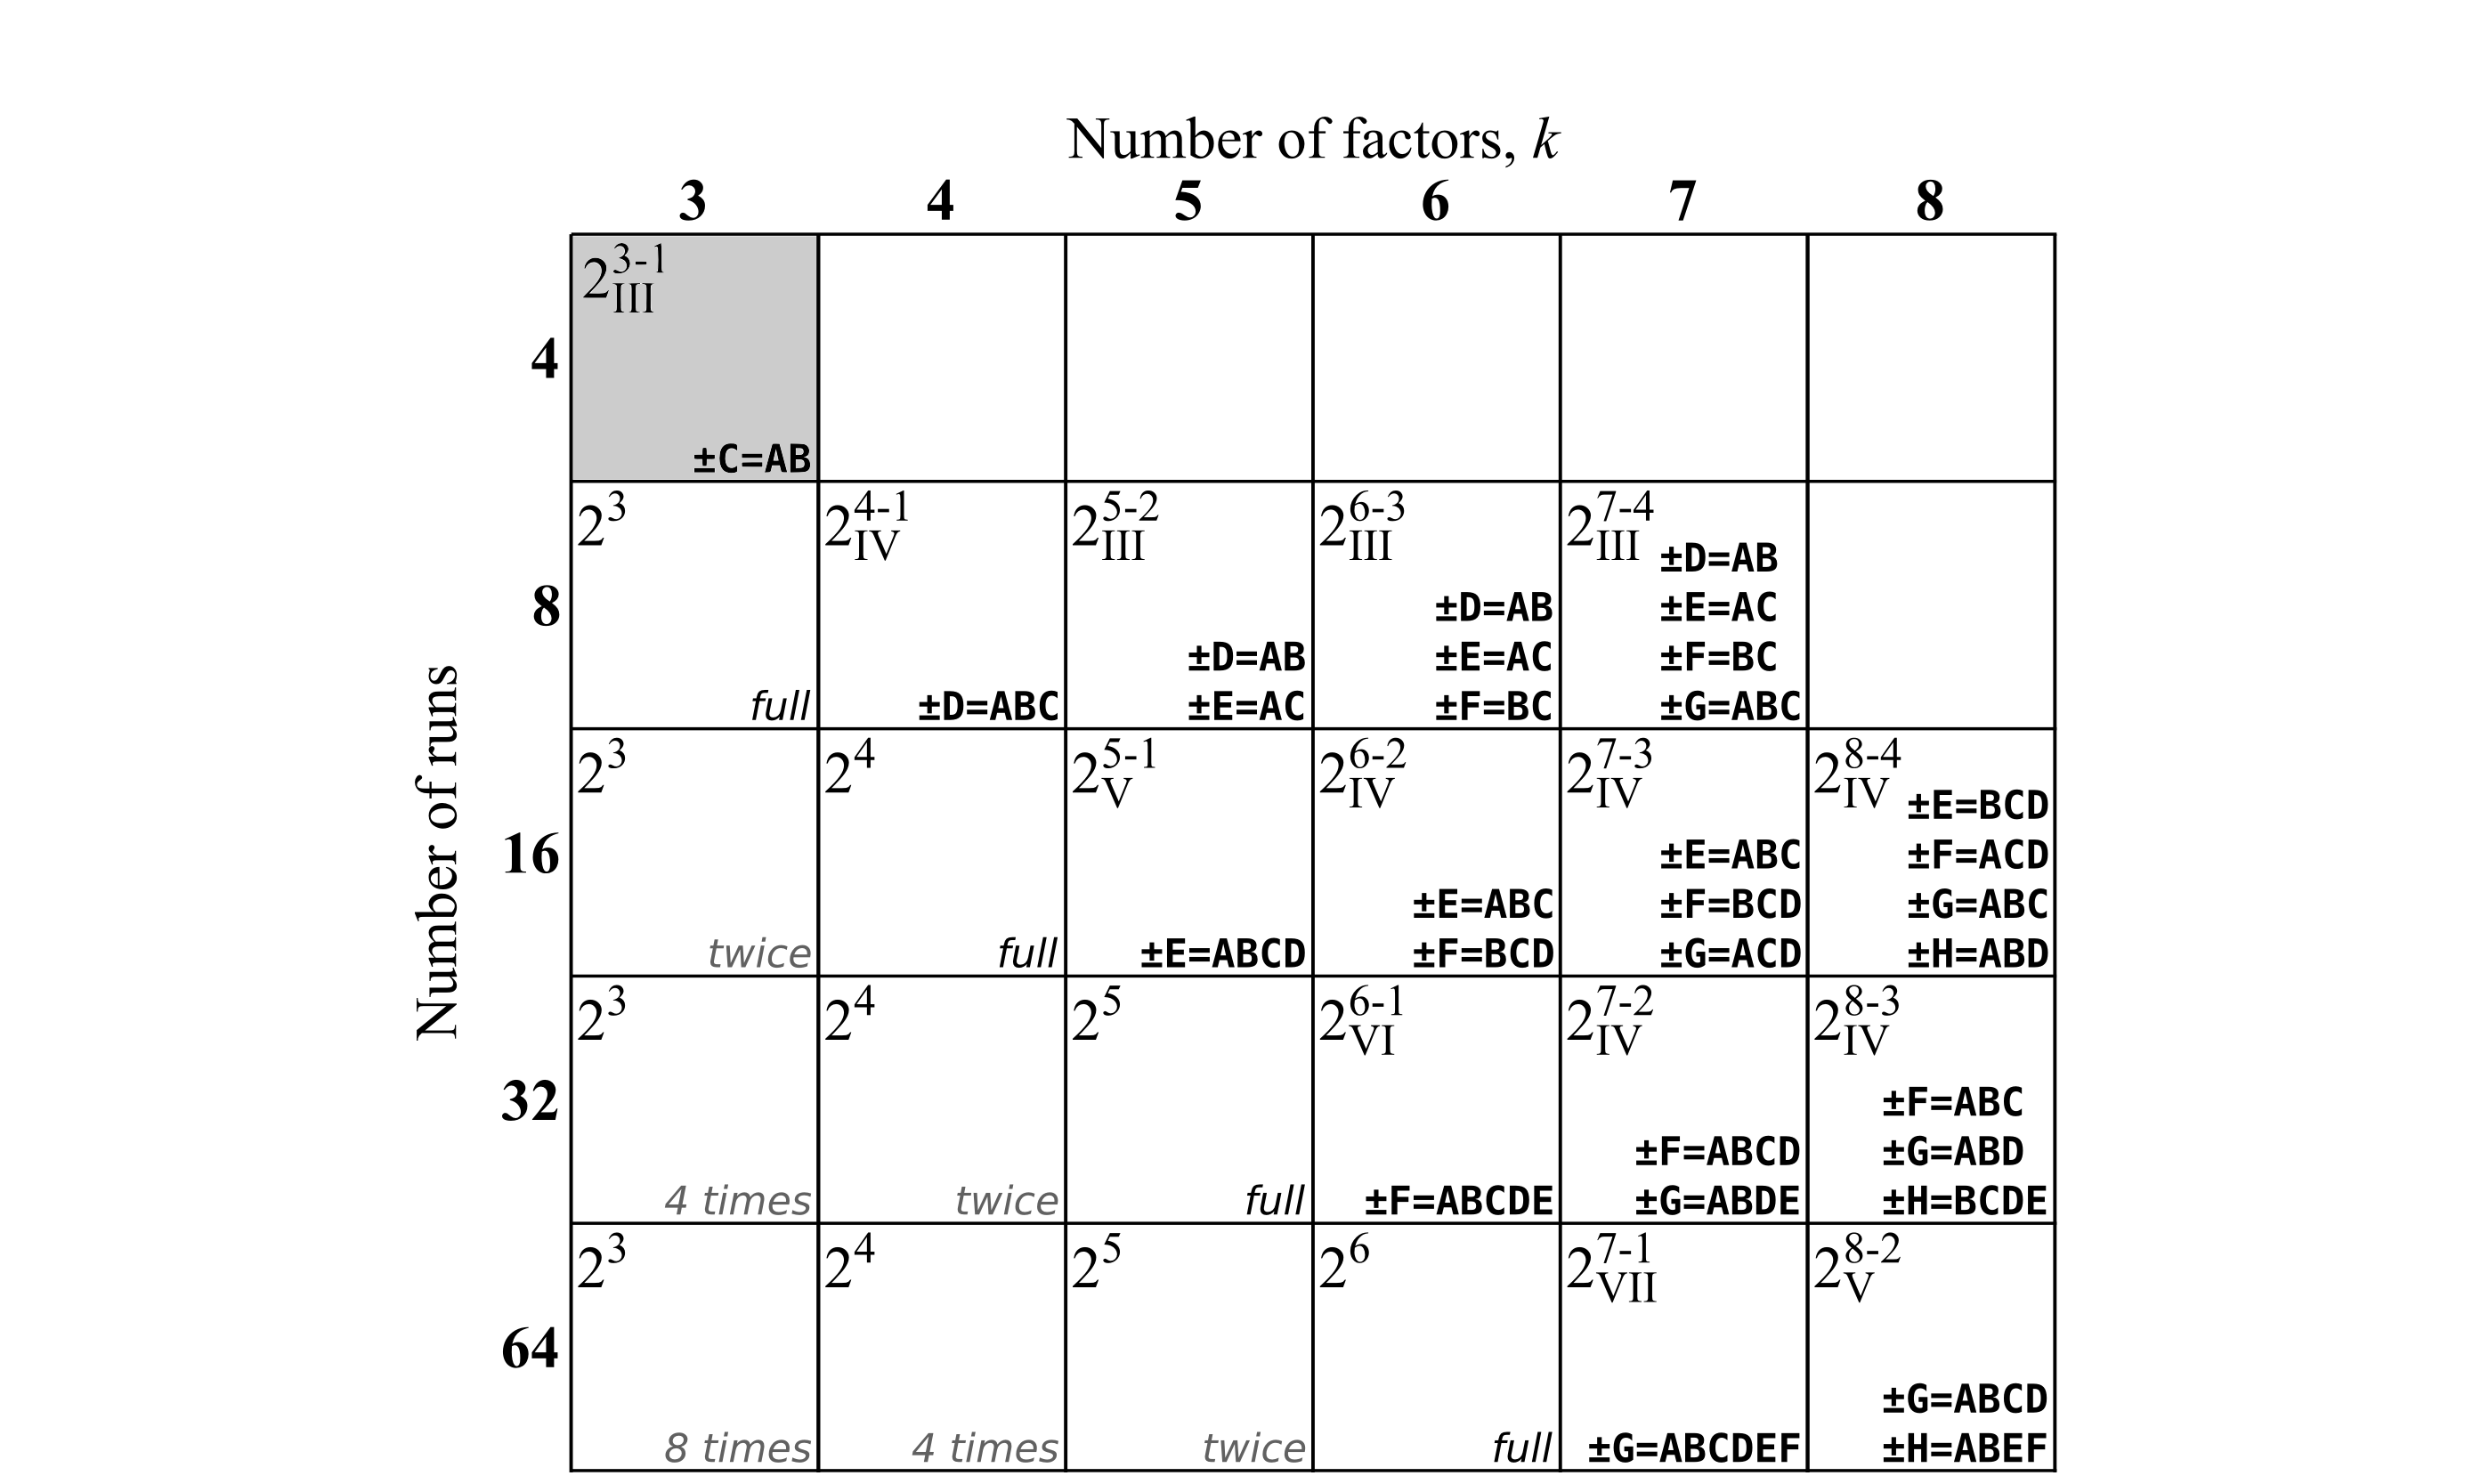 Number of factors, k
3 4 5 6 7 8
Number of runs
4
2^{3-1}_{III}
±C=AB
8
2^3
full
2^{4-1}_{IV}
±D=ABC
2^{5-2}_{III}
±D=AB
±E=AC
2^{6-3}_{III}
±D=AB
±E=AC
±F=BC
2^{7-4}_{III}
±D=AB
±E=AC
±F=BC
±G=ABC
16
2^3
twice
2^4
full
2^{5-1}_{V}
±E=ABCD
2^{6-2}_{IV}
±E=ABC
±F=BCD
2^{7-3}_{IV}
±E=ABC
±F=BCD
±G=ACD
2^{8-4}_{IV}
±E=BCD
±F=ACD
±G=ABC
±H=ABD
32
2^3
4 times
2^4
twice
2^5
full
2^{6-1}_{VI}
±F=ABCDE
2^{7-2}_{IV}
±F=ABCD
±G=ABDE
2^{8-3}_{IV}
±F=ABC
±G=ABD
±H=BCDE
64
2^3
8 times
2^4
4 times
2^5
twice
2^6
full
2^{7-1}_{VII}
±G=ABCDEF
2^{8-2}_{V}
±G=ABCD
±H=ABEF